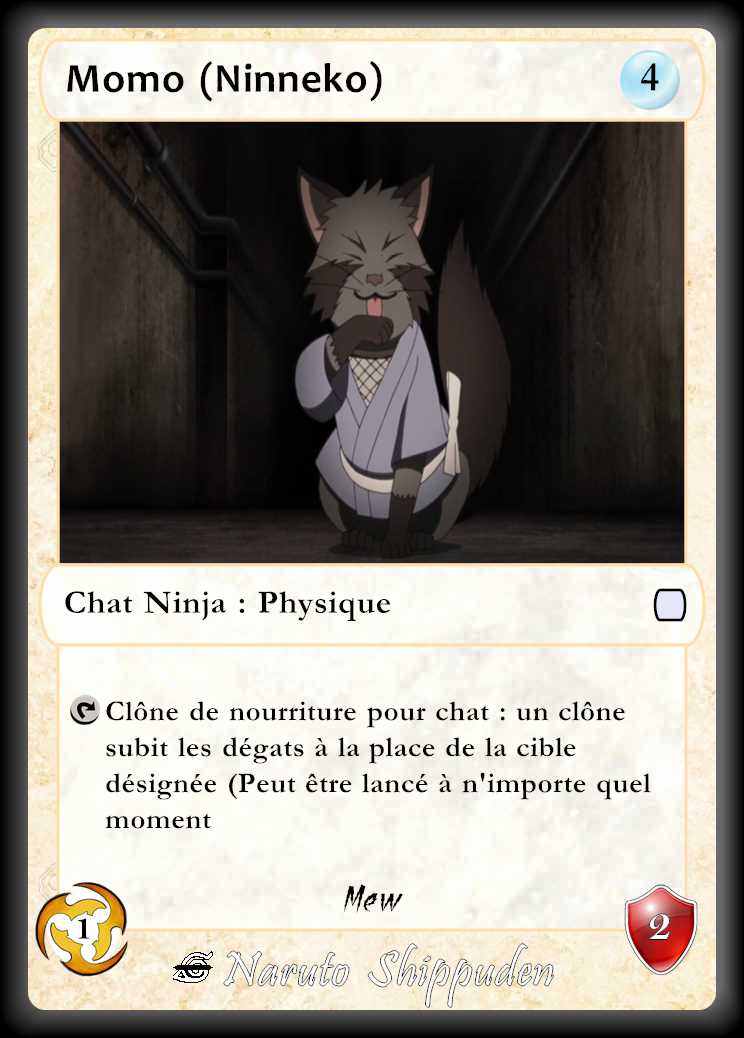 Momo (Ninneko)
4
Chat Ninja : Physique
Clône de nourriture pour chat : un clône
subit les dégats à la place de la cible
désignée (Peut être lancé à n'importe quel
moment
Mew
1
2
Naruto Shippuden